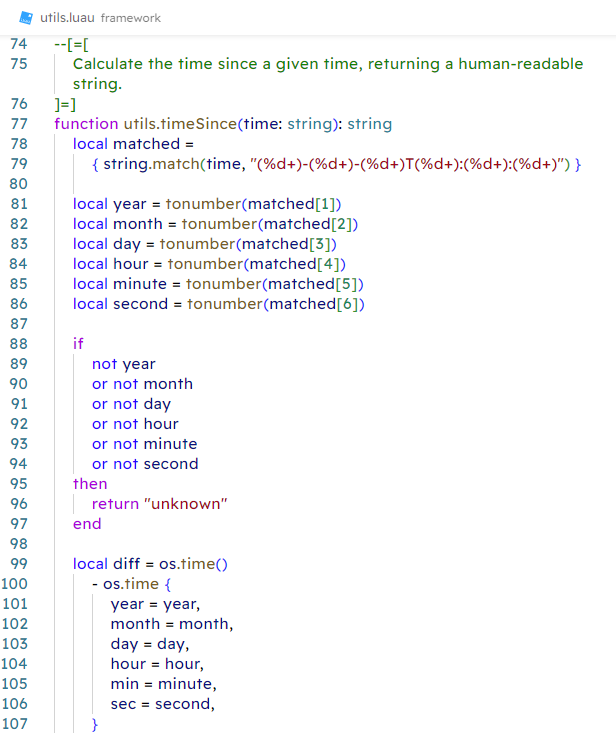 utils.luau framework
74 --[=[
75 Calculate the time since a given time, returning a human-readable
string.
76 ]=]
77 function utils.timeSince(time: string): string
78 local matched =
79 { string.match(time, "(%d+)-(%d+)-(%d+)T(%d+):(%d+):(%d+)") }
80
81 local year = tonumber(matched[1])
82 local month = tonumber(matched[2])
83 local day = tonumber(matched[3])
84 local hour = tonumber(matched[4])
85 local minute = tonumber(matched[5])
86 local second = tonumber(matched[6])
87
88 if
89 not year
90 or not month
91 or not day
92 or not hour
93 or not minute
94 or not second
95 then
96 return "unknown"
97 end
98
99 local diff = os.time()
100 - os.time {
101 year = year,
102 month = month,
103 day = day,
104 hour = hour,
105 min = minute,
106 sec = second,
107 }